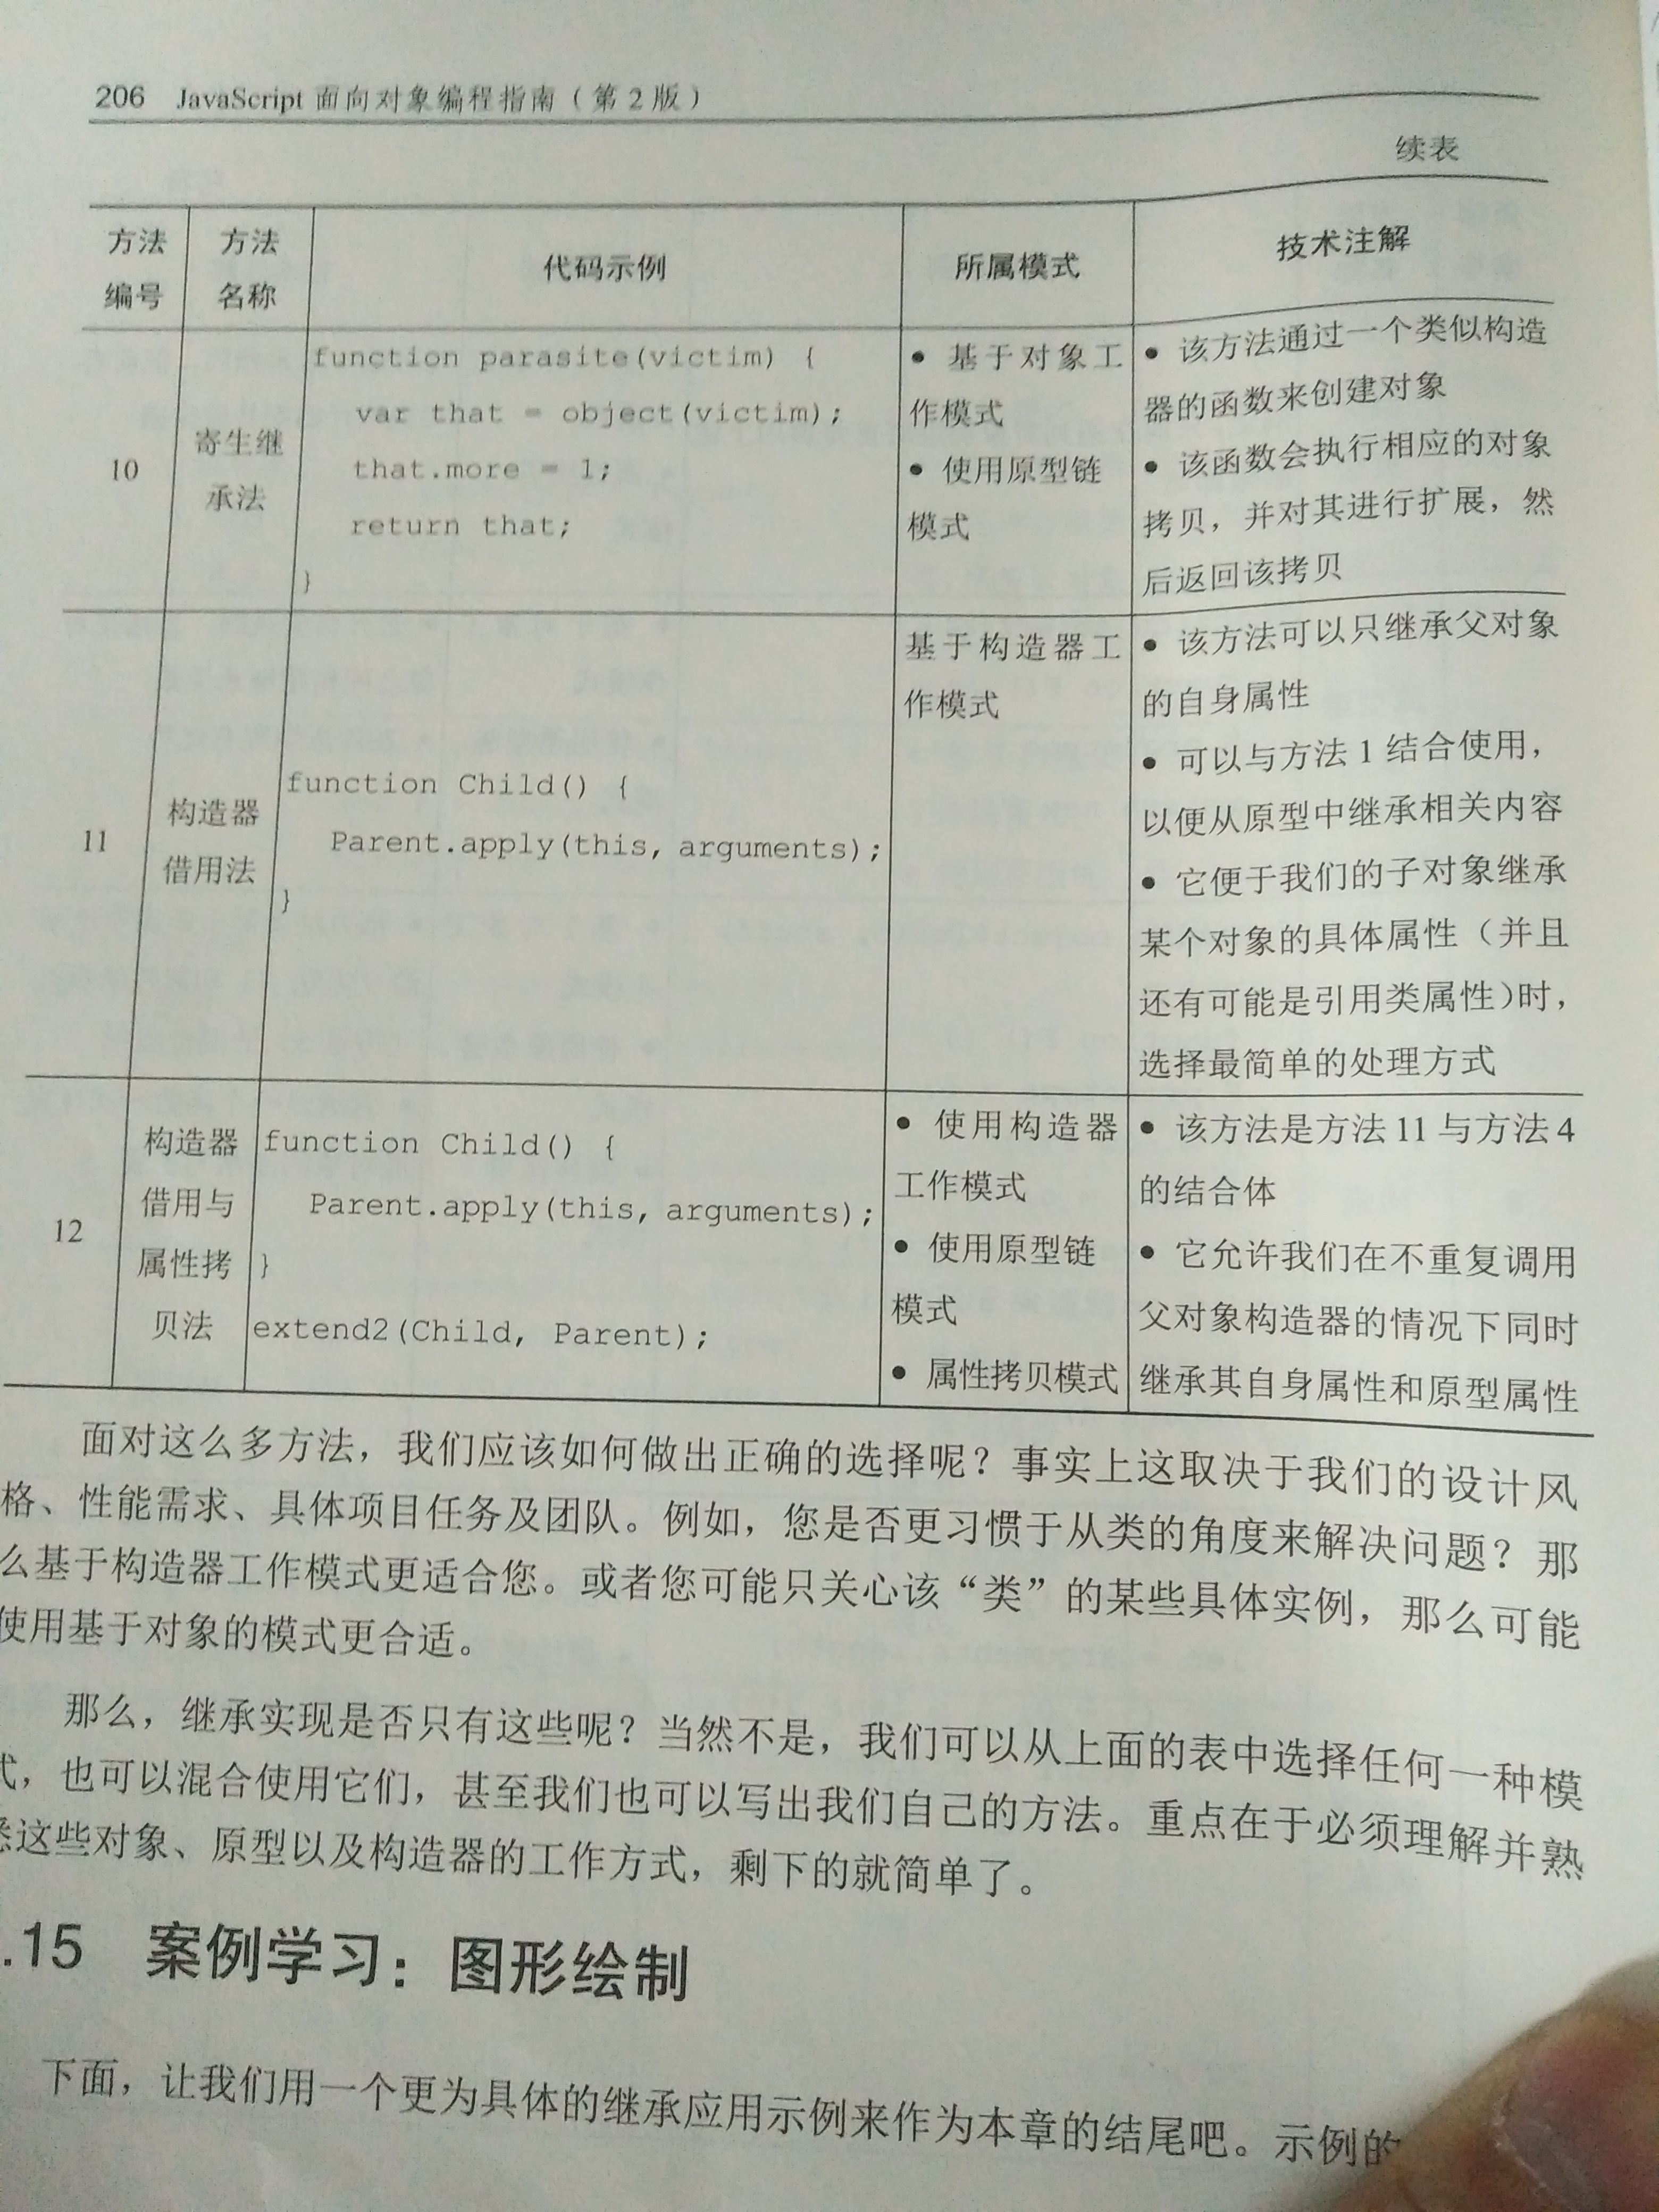 206 JavaScript 面向对象编程指南（第 2 版）
续表
方法
编号
方法
名称
代码示例
所属模式
技术注解
10
寄生继
承法
function parasite(victim) {
var that = object(victim);
that.more = 1;
return that;
}
• 基于对象工
作模式
• 使用原型链
模式
• 该方法通过一个类似构造
器的函数来创建对象
• 该函数会执行相应的对象
拷贝，并对其进行扩展，然
后返回该拷贝
11
构造器
借用法
function Child() {
Parent.apply(this, arguments);
}
基于构造器工
作模式
• 该方法可以只继承父对象
的自身属性
• 可以与方法 1 结合使用，
以便从原型中继承相关内容
• 它便于我们的子对象继承
某个对象的具体属性（并且
还有可能是引用类属性）时，
选择最简单的处理方式
12
构造器
借用与
属性拷
贝法
function Child() {
Parent.apply(this, arguments);
}
extend2(Child, Parent);
• 使用构造器
工作模式
• 使用原型链
模式
• 属性拷贝模式
• 该方法是方法 11 与方法 4
的结合体
• 它允许我们在不重复调用
父对象构造器的情况下同时
继承其自身属性和原型属性
面对这么多方法，我们应该如何做出正确的选择呢？事实上这取决于我们的设计风
格、性能需求、具体项目任务及团队。例如，您是否更习惯于从类的角度来解决问题？那
么基于构造器工作模式更适合您。或者您可能只关心该“类”的某些具体实例，那么可能
使用基于对象的模式更合适。
那么，继承实现是否只有这些呢？当然不是，我们可以从上面的表中选择任何一种模
式，也可以混合使用它们，甚至我们也可以写出我们自己的方法。重点在于必须理解并熟
悉这些对象、原型以及构造器的工作方式，剩下的就简单了。
.15 案例学习：图形绘制
下面，让我们用一个更为具体的继承应用示例来作为本章的结尾吧。示例的